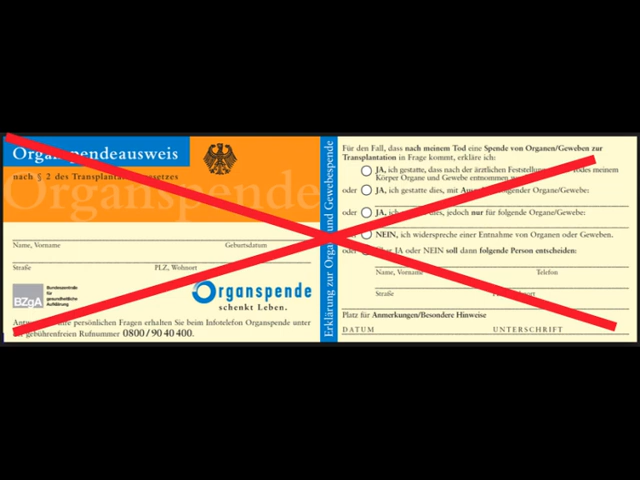 Organspendeausweis
nach § 2 des Transplantationsgesetzes
Organspende
Name, Vorname Geburtsdatum
Straße PLZ, Wohnort
BZgA
Bundeszentrale
für
gesundheitliche
Aufklärung
Organspende
schenkt Leben.
Antwort auf Ihre persönlichen Fragen erhalten Sie beim Infotelefon Organspende unter
der gebührenfreien Rufnummer 0800/90 40 400.
Erklärung zur Organ- und Gewebespende
Für den Fall, dass nach meinem Tod eine Spende von Organen/Geweben zur
Transplantation in Frage kommt, erkläre ich:
JA, ich gestatte, dass nach der ärztlichen Feststellung meines Todes meinem
Körper Organe und Gewebe entnommen werden.
oder JA, ich gestatte dies, mit Ausnahme folgender Organe/Gewebe:
oder JA, ich gestatte dies, jedoch nur für folgende Organe/Gewebe:
oder NEIN, ich widerspreche einer Entnahme von Organen oder Geweben.
oder Über JA oder NEIN soll dann folgende Person entscheiden:
Name, Vorname Telefon
Straße PLZ, Wohnort
Platz für Anmerkungen/Besondere Hinweise
DATUM UNTERSCHRIFT